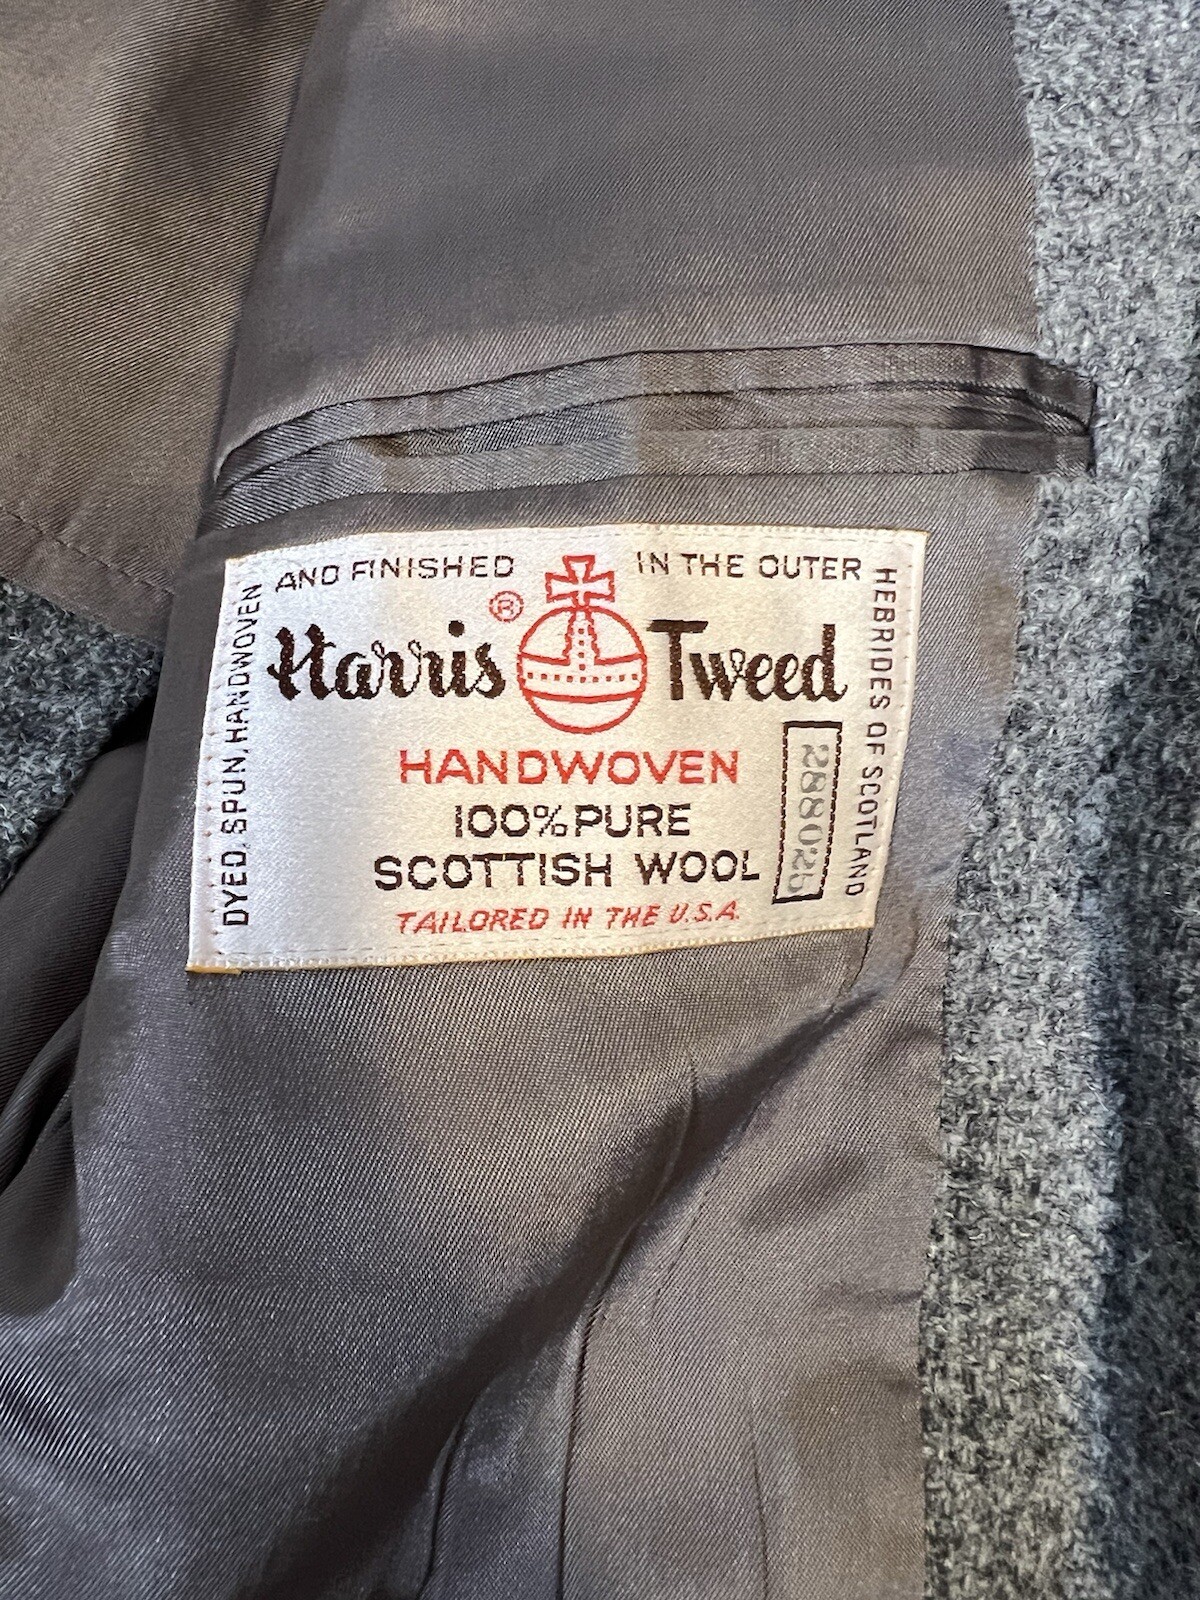 DYED, SPUN, HANDWOVEN
AND FINISHED
IN THE OUTER
HEBRIDES OF SCOTLAND
Harris ® Tweed
HANDWOVEN
100% PURE
SCOTTISH WOOL
TAILORED IN THE U.S.A.